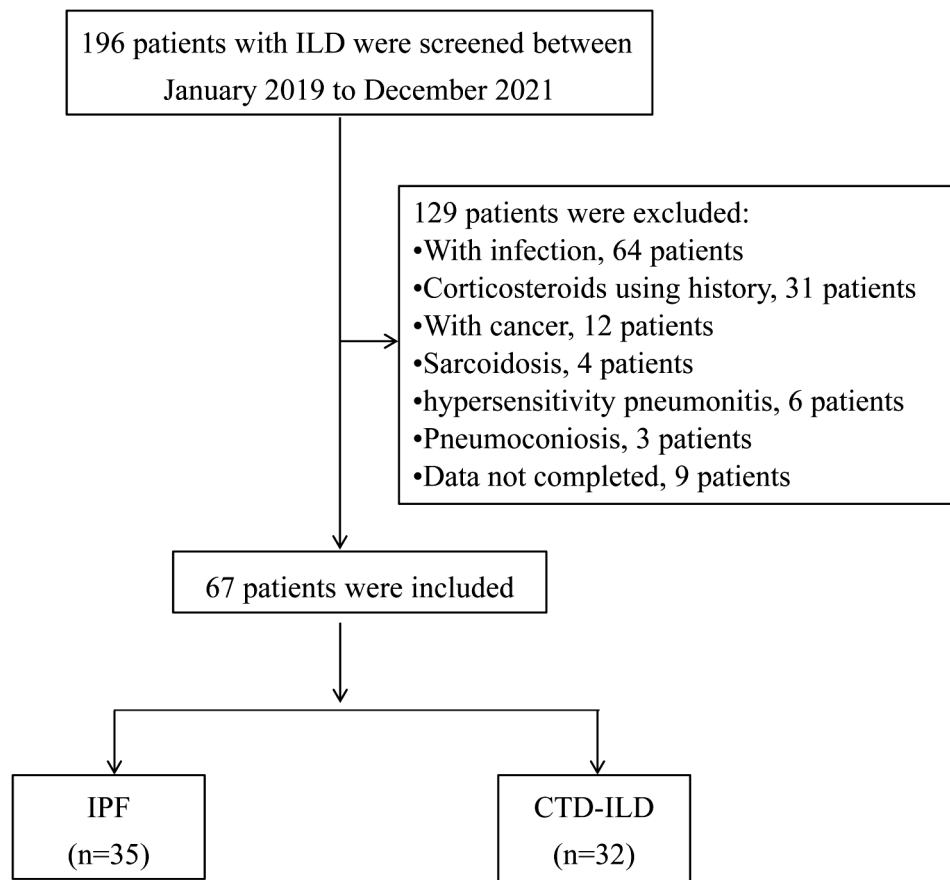 196 patients with ILD were screened between
January 2019 to December 2021
129 patients were excluded:
•With infection, 64 patients
•Corticosteroids using history, 31 patients
•With cancer, 12 patients
•Sarcoidosis, 4 patients
•hypersensitivity pneumonitis, 6 patients
•Pneumoconiosis, 3 patients
•Data not completed, 9 patients
67 patients were included
IPF
(n=35)
CTD-ILD
(n=32)